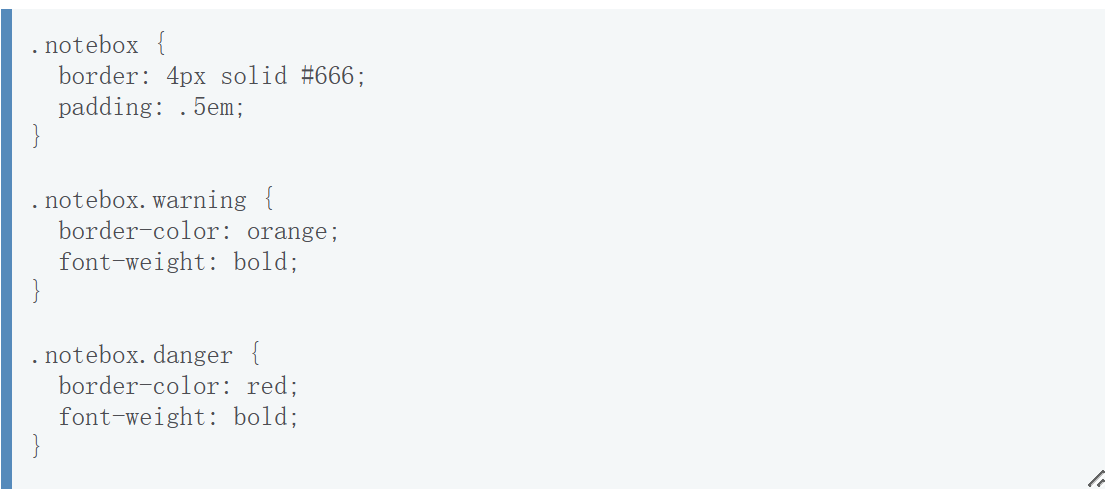 .notebox {
  border: 4px solid #666;
  padding: .5em;
}

.notebox.warning {
  border-color: orange;
  font-weight: bold;
}

.notebox.danger {
  border-color: red;
  font-weight: bold;
}